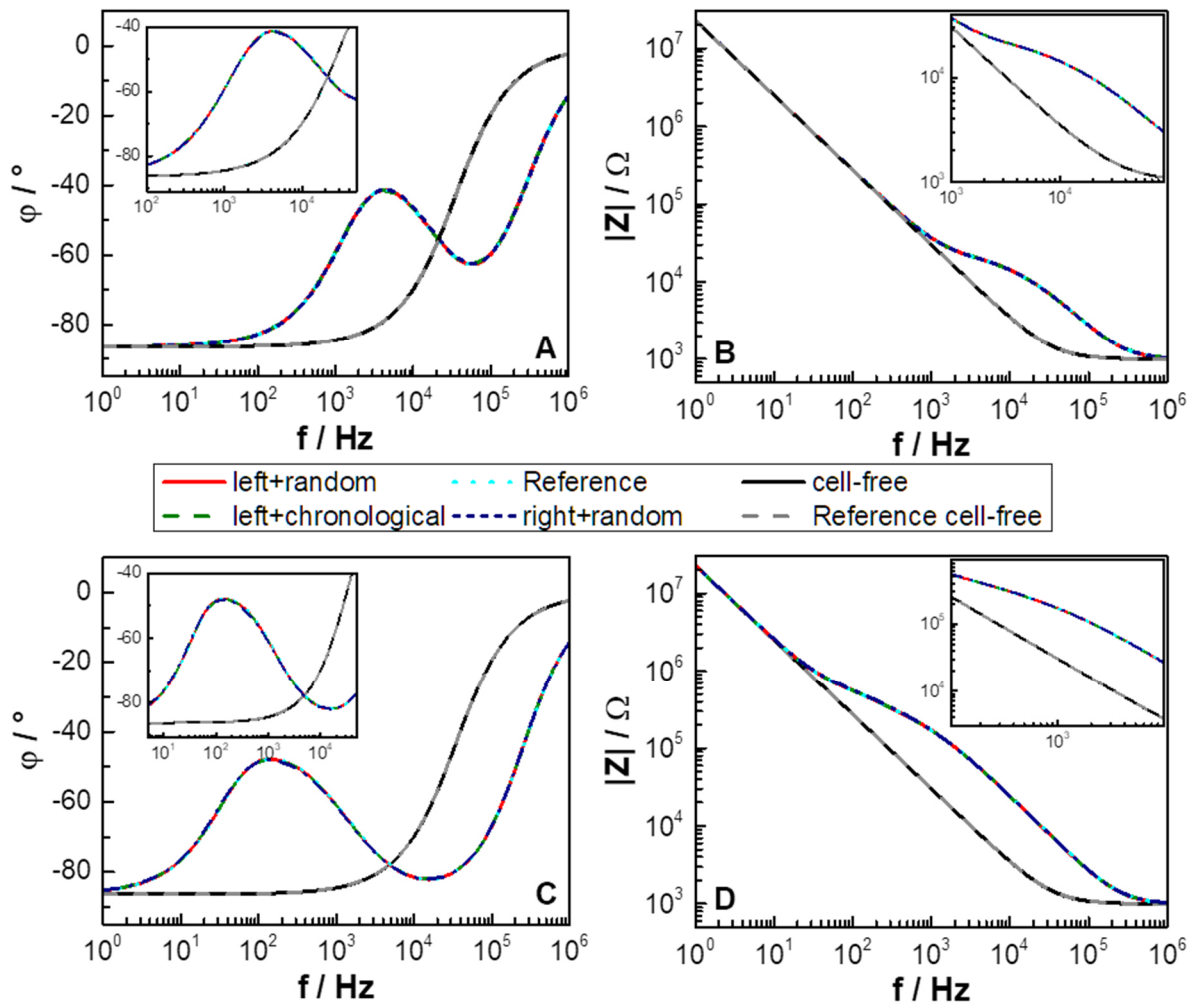 φ / °
0
-20
-40
-60
-80
-40
-60
-80
10² 10³ 10⁴
A
10⁰ 10¹ 10² 10³ 10⁴ 10⁵ 10⁶
f / Hz
|Z| / Ω
10⁷
10⁶
10⁵
10⁴
10³
10⁴
10³
10³ 10⁴
B
10⁰ 10¹ 10² 10³ 10⁴ 10⁵ 10⁶
f / Hz
left+random Reference cell-free
left+chronological right+random Reference cell-free
φ / °
0
-20
-40
-60
-80
-40
-60
-80
10¹ 10² 10³ 10⁴
C
10⁰ 10¹ 10² 10³ 10⁴ 10⁵ 10⁶
f / Hz
|Z| / Ω
10⁷
10⁶
10⁵
10⁴
10³
10⁵
10⁴
10³
D
10⁰ 10¹ 10² 10³ 10⁴ 10⁵ 10⁶
f / Hz